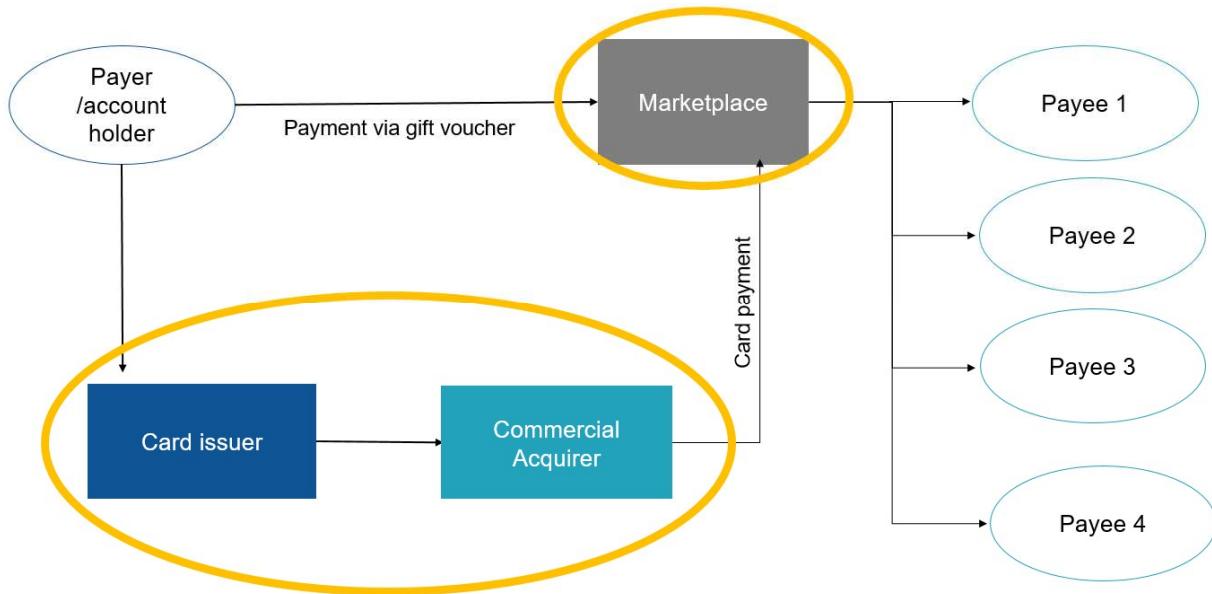 Payer
/account
holder
Payment via gift voucher
Marketplace
Payee 1
Payee 2
Card payment
Payee 3
Card issuer
Commercial
Acquirer
Payee 4